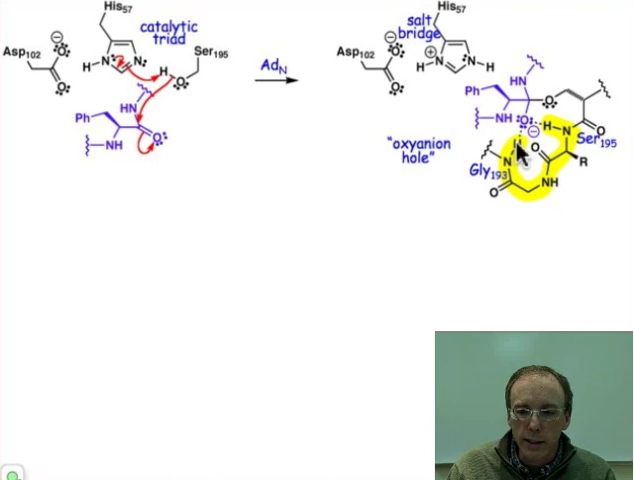 His57
catalytic
triad
Asp102
H
N
N
Ser195
H
O
O
O
HN
Ph
NH
O
AdN
His57
salt
bridge
Asp102
O
O
H
N
N
H
HN
Ph
O
NH
O
H
N
O
Ser195
"oxyanion
hole"
H
N
O
R
Gly193
NH
O